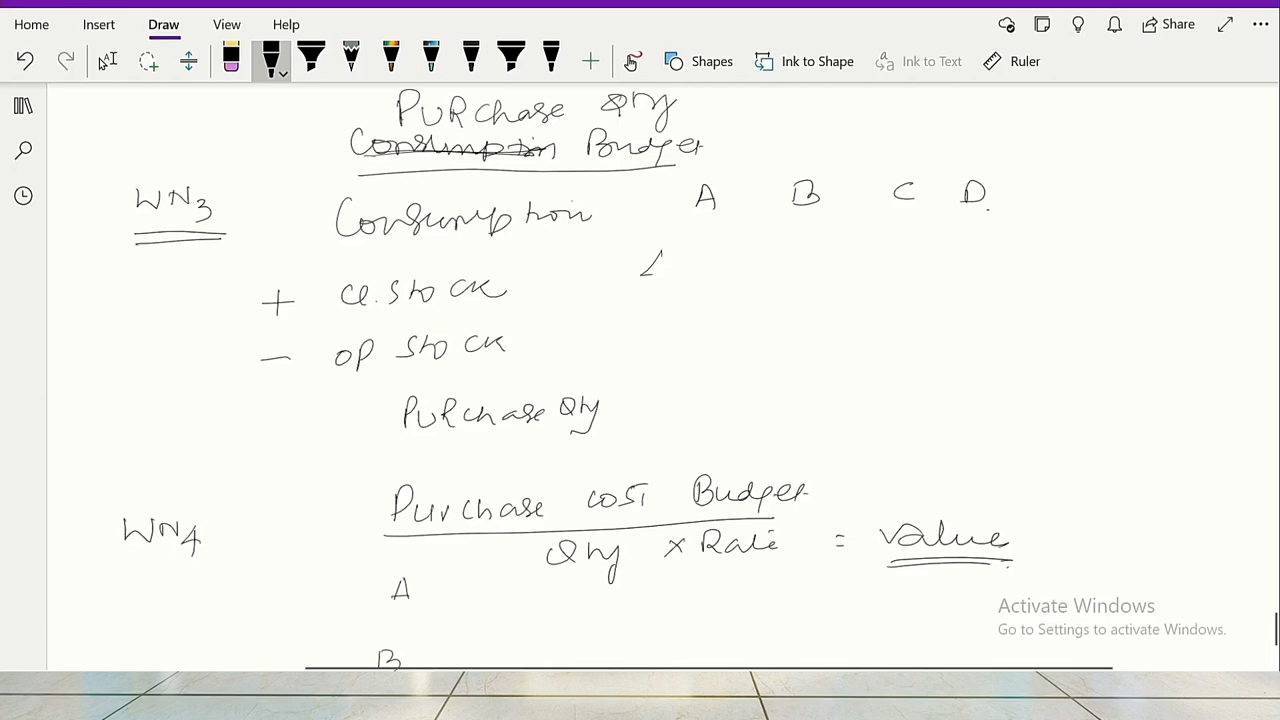 Home Insert Draw View Help Share
Shapes Ink to Shape Ink to Text Ruler
Purchase Qty
Consumption Budget
WN3 Consumption A B C D.
+ cl. Stock
- op Stock
Purchase Qty
WN4 Purchase cost Budget
Qty × Rate = Value
A
B
Activate Windows
Go to Settings to activate Windows.